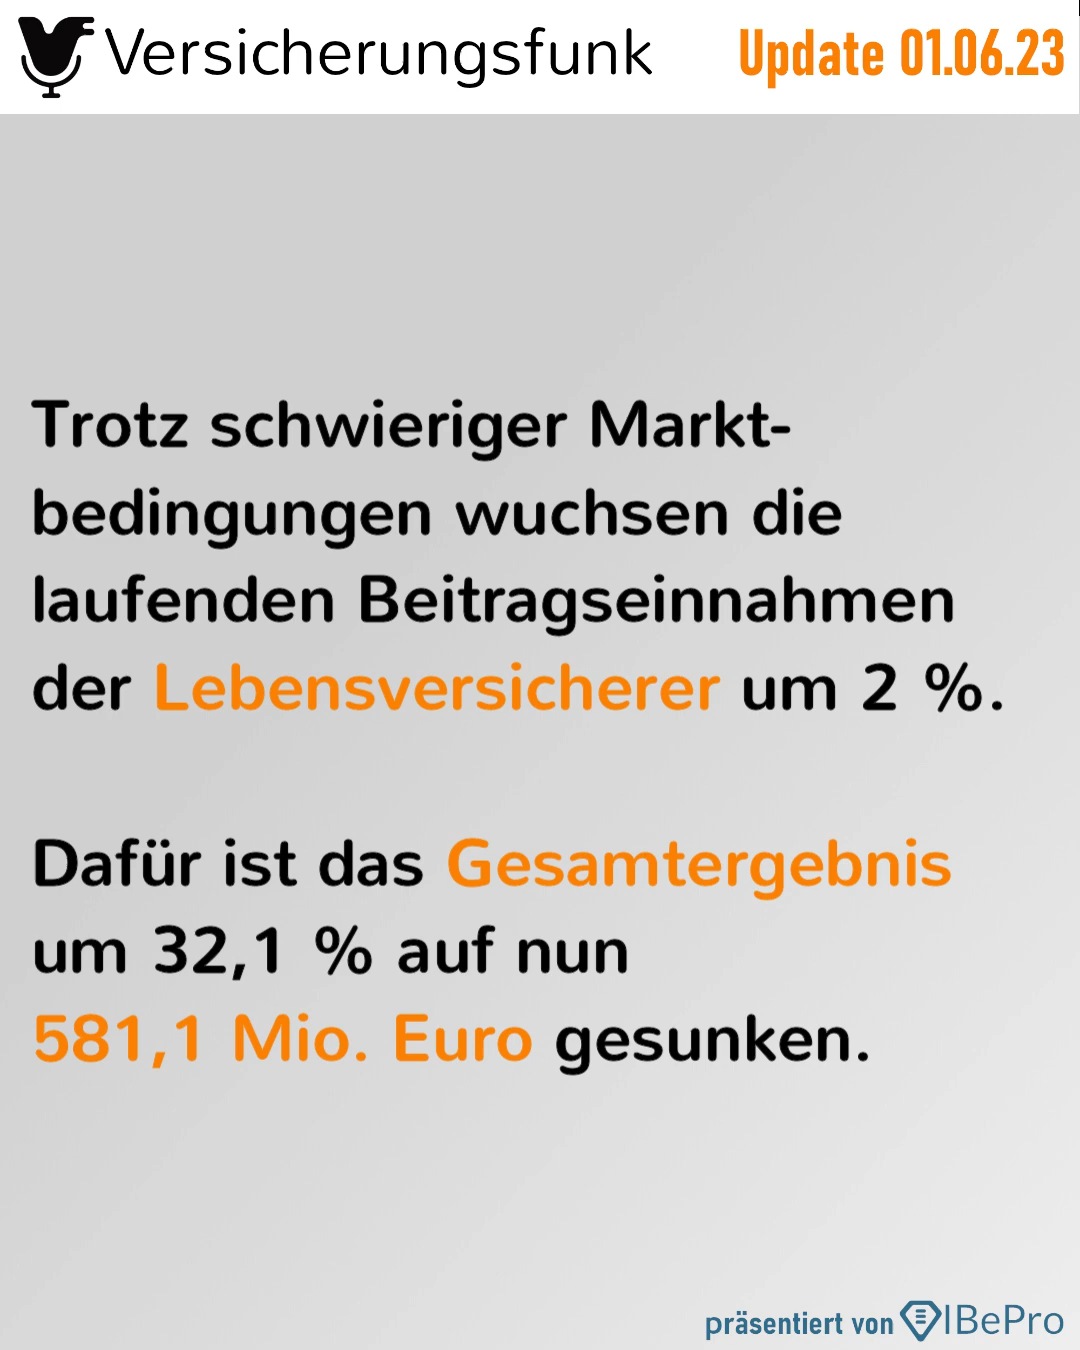 Versicherungsfunk
Update 01.06.23
Trotz schwieriger Markt-
bedingungen wuchsen die
laufenden Beitragseinnahmen
der Lebensversicherer um 2 %.
Dafür ist das Gesamtergebnis
um 32,1 % auf nun
581,1 Mio. Euro gesunken.
präsentiert von IBePro